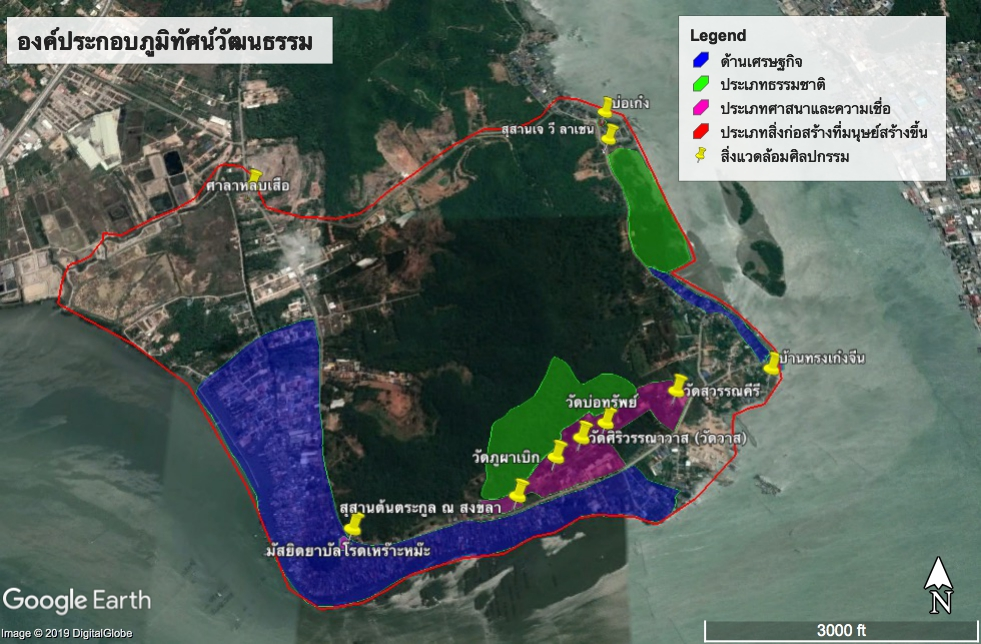 องค์ประกอบภูมิทัศน์วัฒนธรรม
Legend
ด้านเศรษฐกิจ
ประเภทธรรมชาติ
ประเภทศาสนาและความเชื่อ
ประเภทสิ่งก่อสร้างที่มนุษย์สร้างขึ้น
สิ่งแวดล้อมศิลปกรรม
บ่อเก๋ง
สุสานเจ วี ลาเซน
ศาลาหลบเสือ
บ้านทรงเก๋งจีน
วัดสุวรรณคีรี
วัดบ่อทรัพย์
วัดศิริวรรณาวาส (วัดวาส)
วัดภูผาเบิก
สุสานต้นตระกูล ณ สงขลา
มัสยิดยาบัลโรดเหร๊าะหม๊ะ
Google Earth
Image © 2019 DigitalGlobe
N
3000 ft